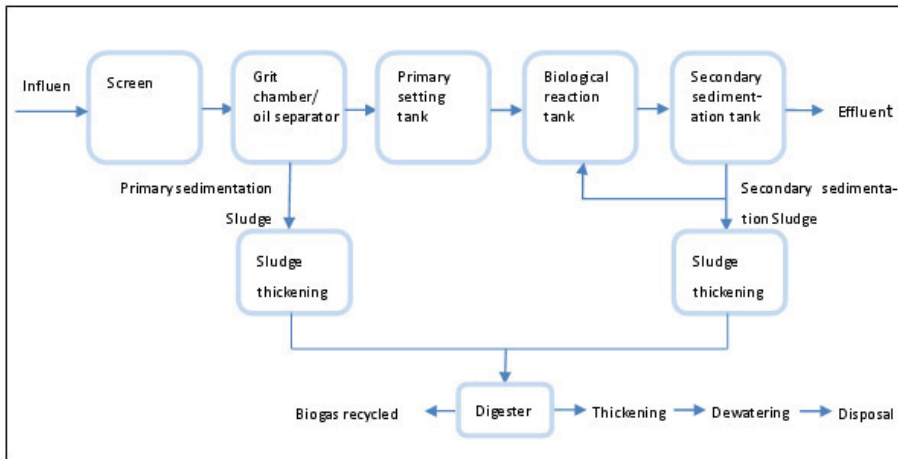 Influen
Screen
Grit
chamber/
oil separator
Primary
setting
tank
Biological
reaction
tank
Secondary
sediment-
ation tank
Effluent
Primary sedimentation
Sludge
Secondary sedimenta-
tion Sludge
Sludge
thickening
Sludge
thickening
Biogas recycled
Digester
Thickening
Dewatering
Disposal